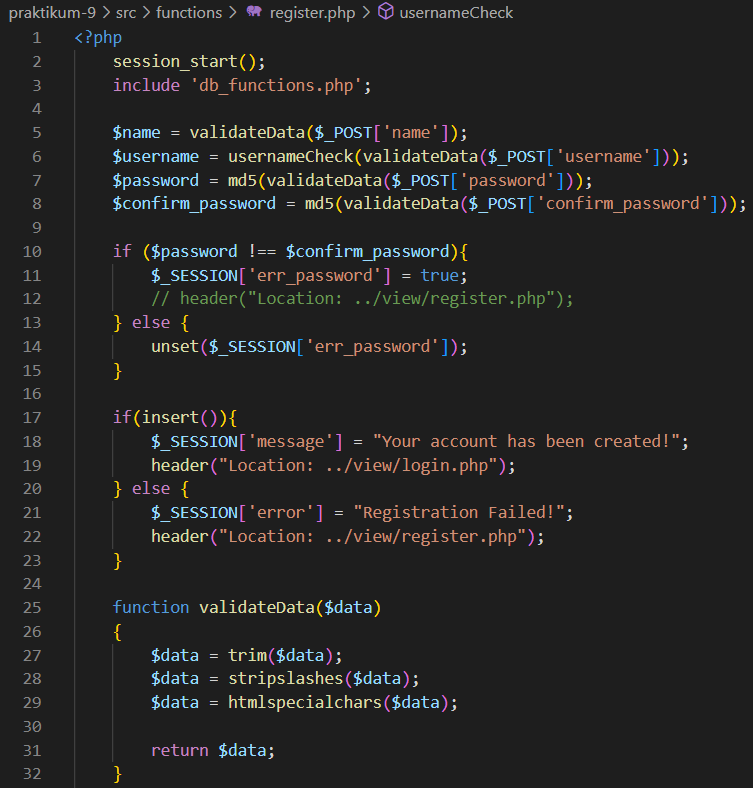 praktikum-9 > src > functions > register.php > usernameCheck
1 <?php
2     session_start();
3     include 'db_functions.php';
4
5     $name = validateData($_POST['name']);
6     $username = usernameCheck(validateData($_POST['username']));
7     $password = md5(validateData($_POST['password']));
8     $confirm_password = md5(validateData($_POST['confirm_password']));
9
10     if ($password !== $confirm_password){
11         $_SESSION['err_password'] = true;
12         // header("Location: ../view/register.php");
13     } else {
14         unset($_SESSION['err_password']);
15     }
16
17     if(insert()){
18         $_SESSION['message'] = "Your account has been created!";
19         header("Location: ../view/login.php");
20     } else {
21         $_SESSION['error'] = "Registration Failed!";
22         header("Location: ../view/register.php");
23     }
24
25     function validateData($data)
26     {
27         $data = trim($data);
28         $data = stripslashes($data);
29         $data = htmlspecialchars($data);
30
31         return $data;
32     }